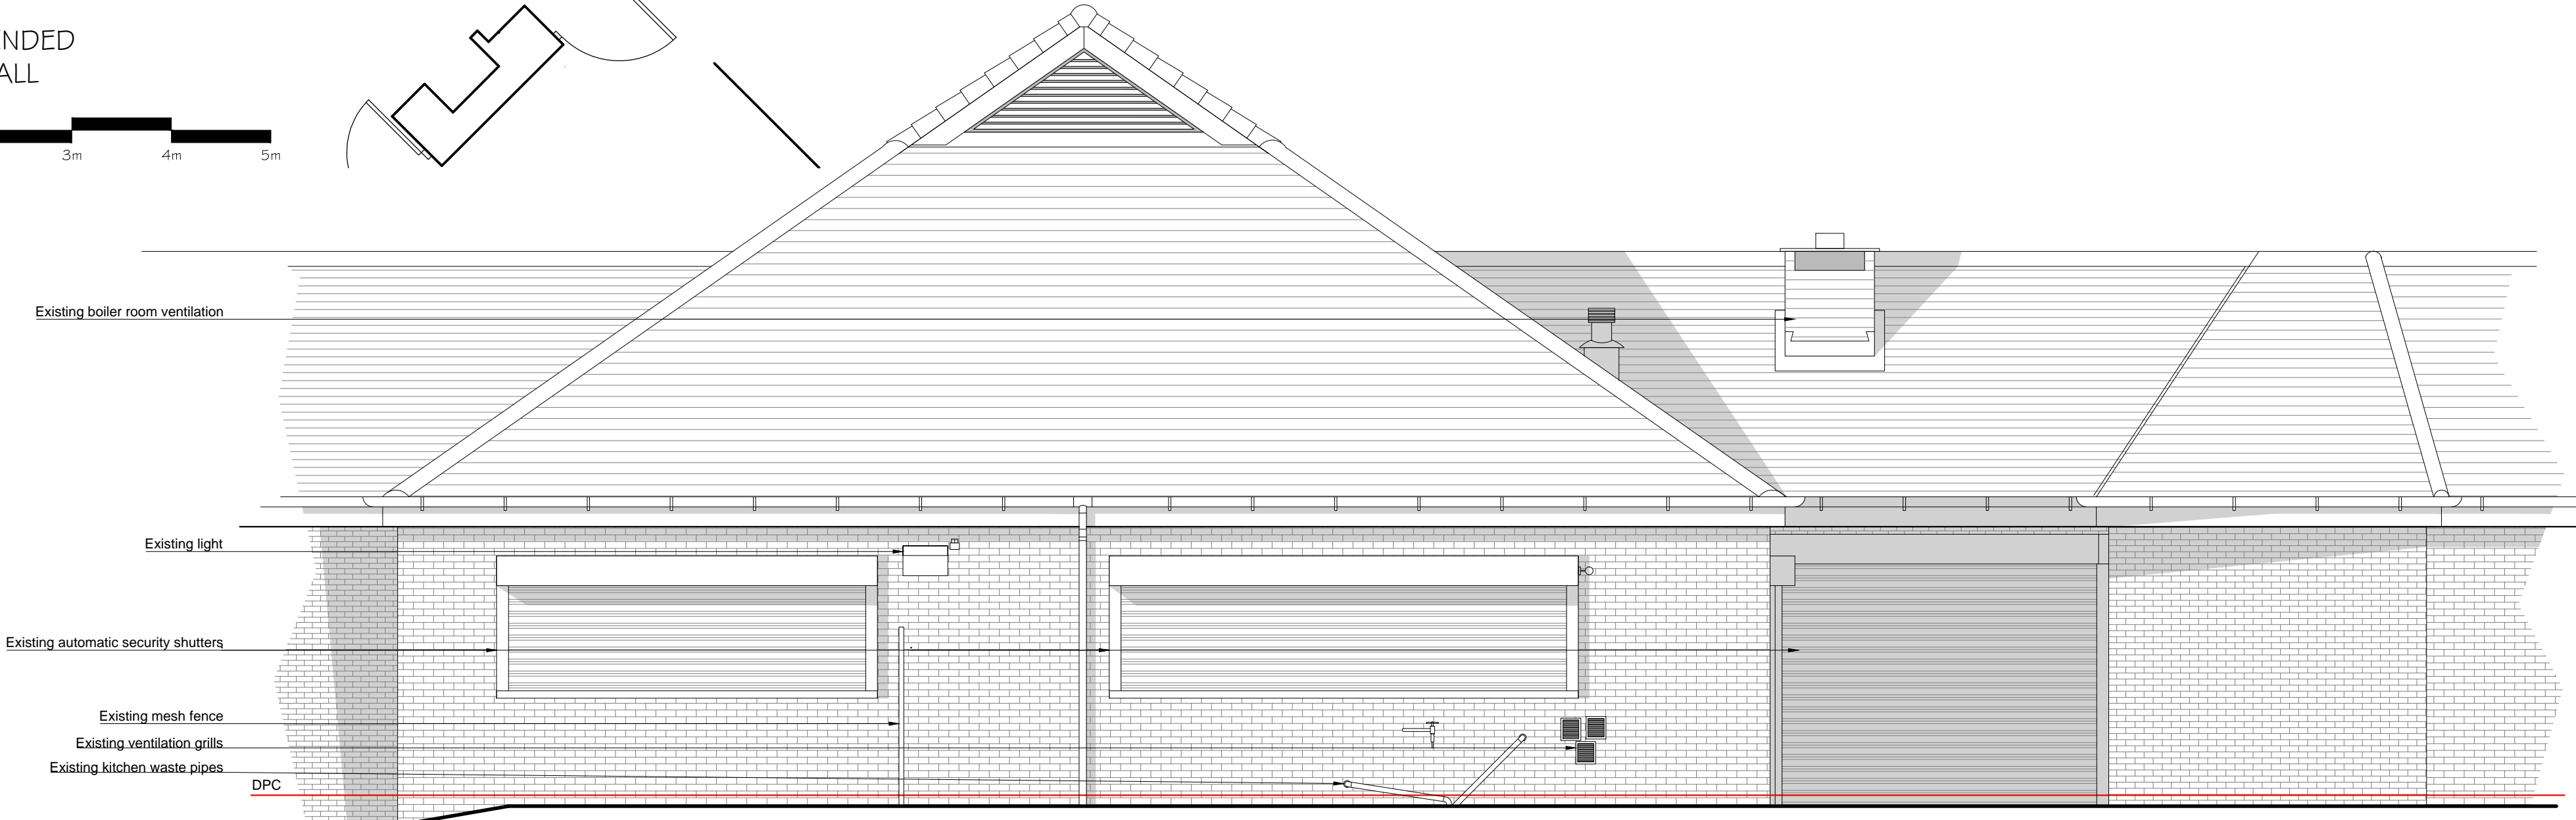 ENDED
ALL
3m 4m 5m
Existing boiler room ventilation
Existing light
Existing automatic security shutters
Existing mesh fence
Existing ventilation grills
Existing kitchen waste pipes
DPC